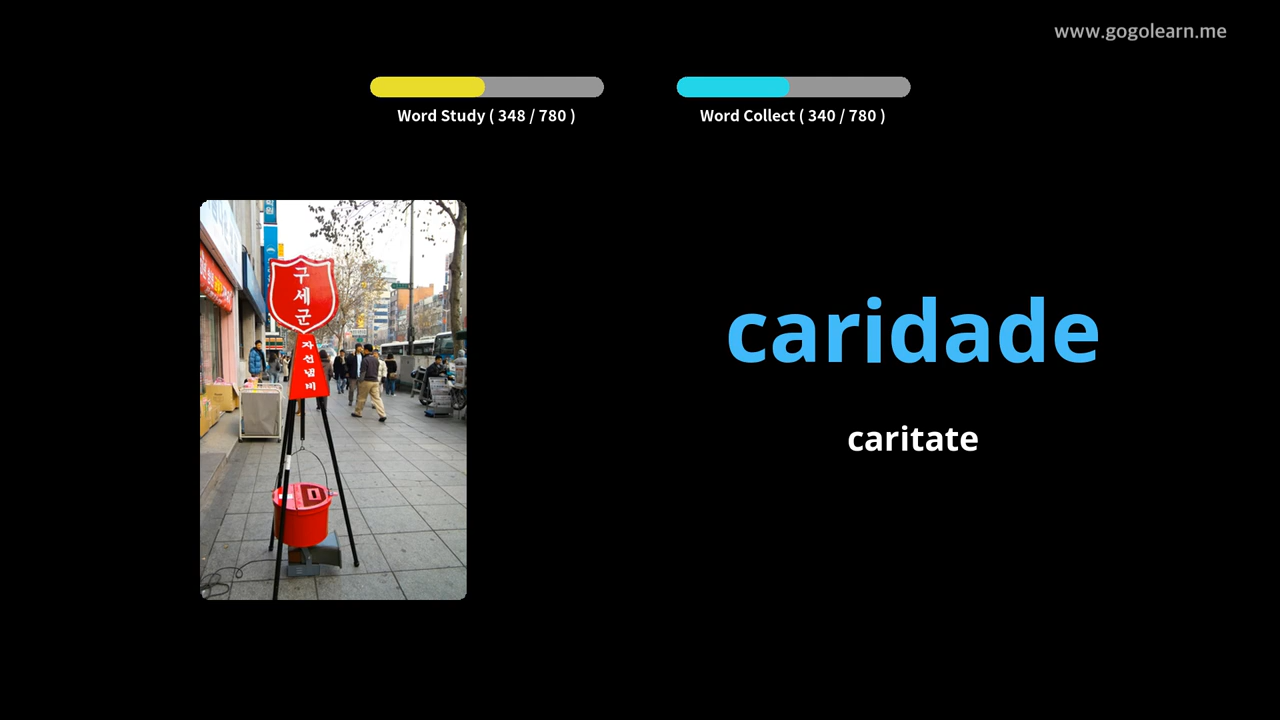 www.gogolearn.me
Word Study ( 348 / 780 )
Word Collect ( 340 / 780 )
구세군
자선냄비
caridade
caritate